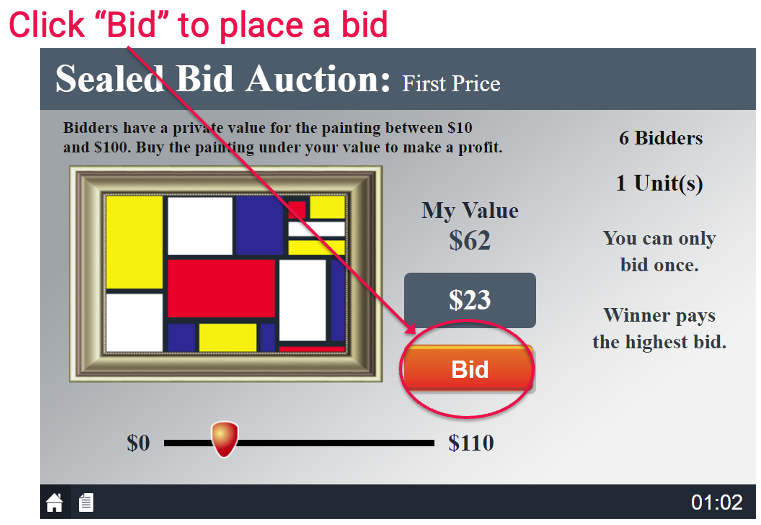 Click “Bid” to place a bid
Sealed Bid Auction: First Price
Bidders have a private value for the painting between $10
and $100. Buy the painting under your value to make a profit.
6 Bidders
1 Unit(s)
My Value
$62
You can only
bid once.
$23
Winner pays
the highest bid.
Bid
$0
$110
01:02